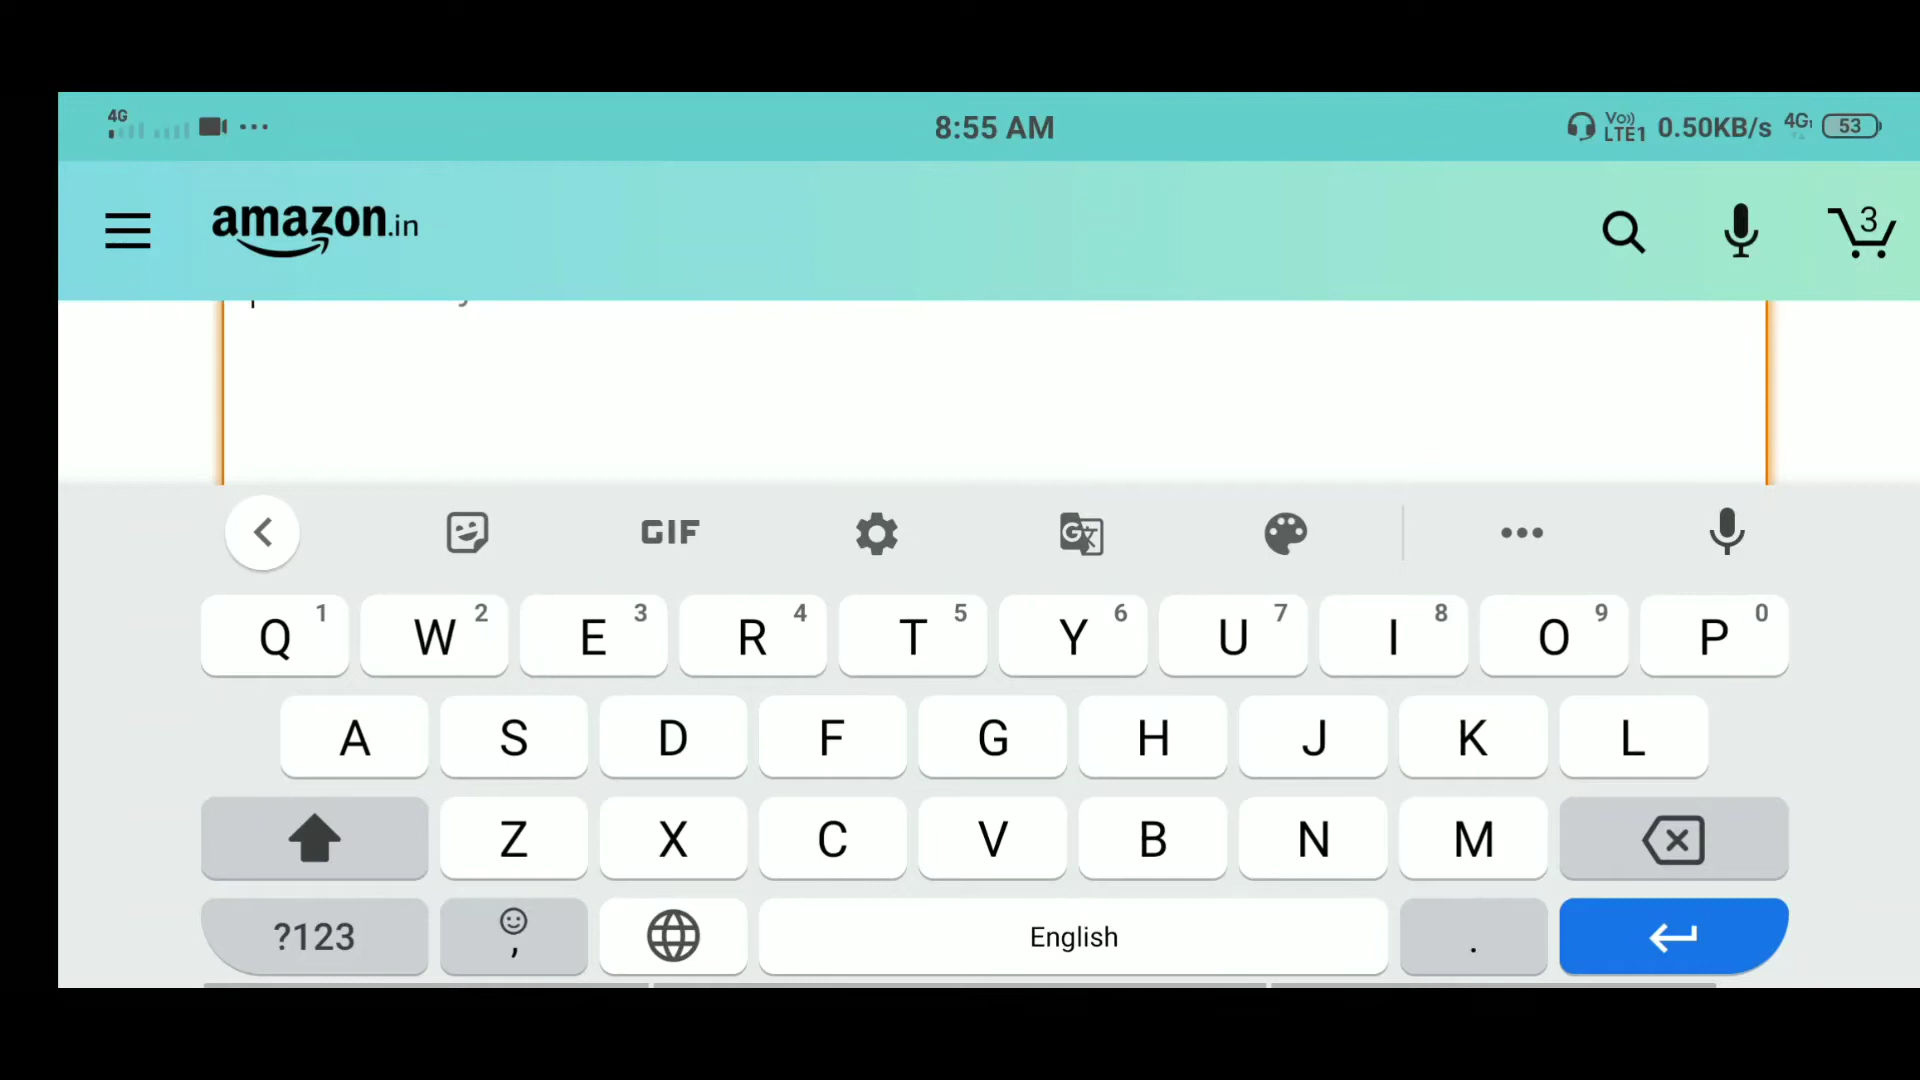 4G 8:55 AM Vo)) LTE1 0.50KB/s 4G 53
amazon.in 3
GIF G
Q 1 W 2 E 3 R 4 T 5 Y 6 U 7 I 8 O 9 P 0
A S D F G H J K L
Z X C V B N M
?123 , English .